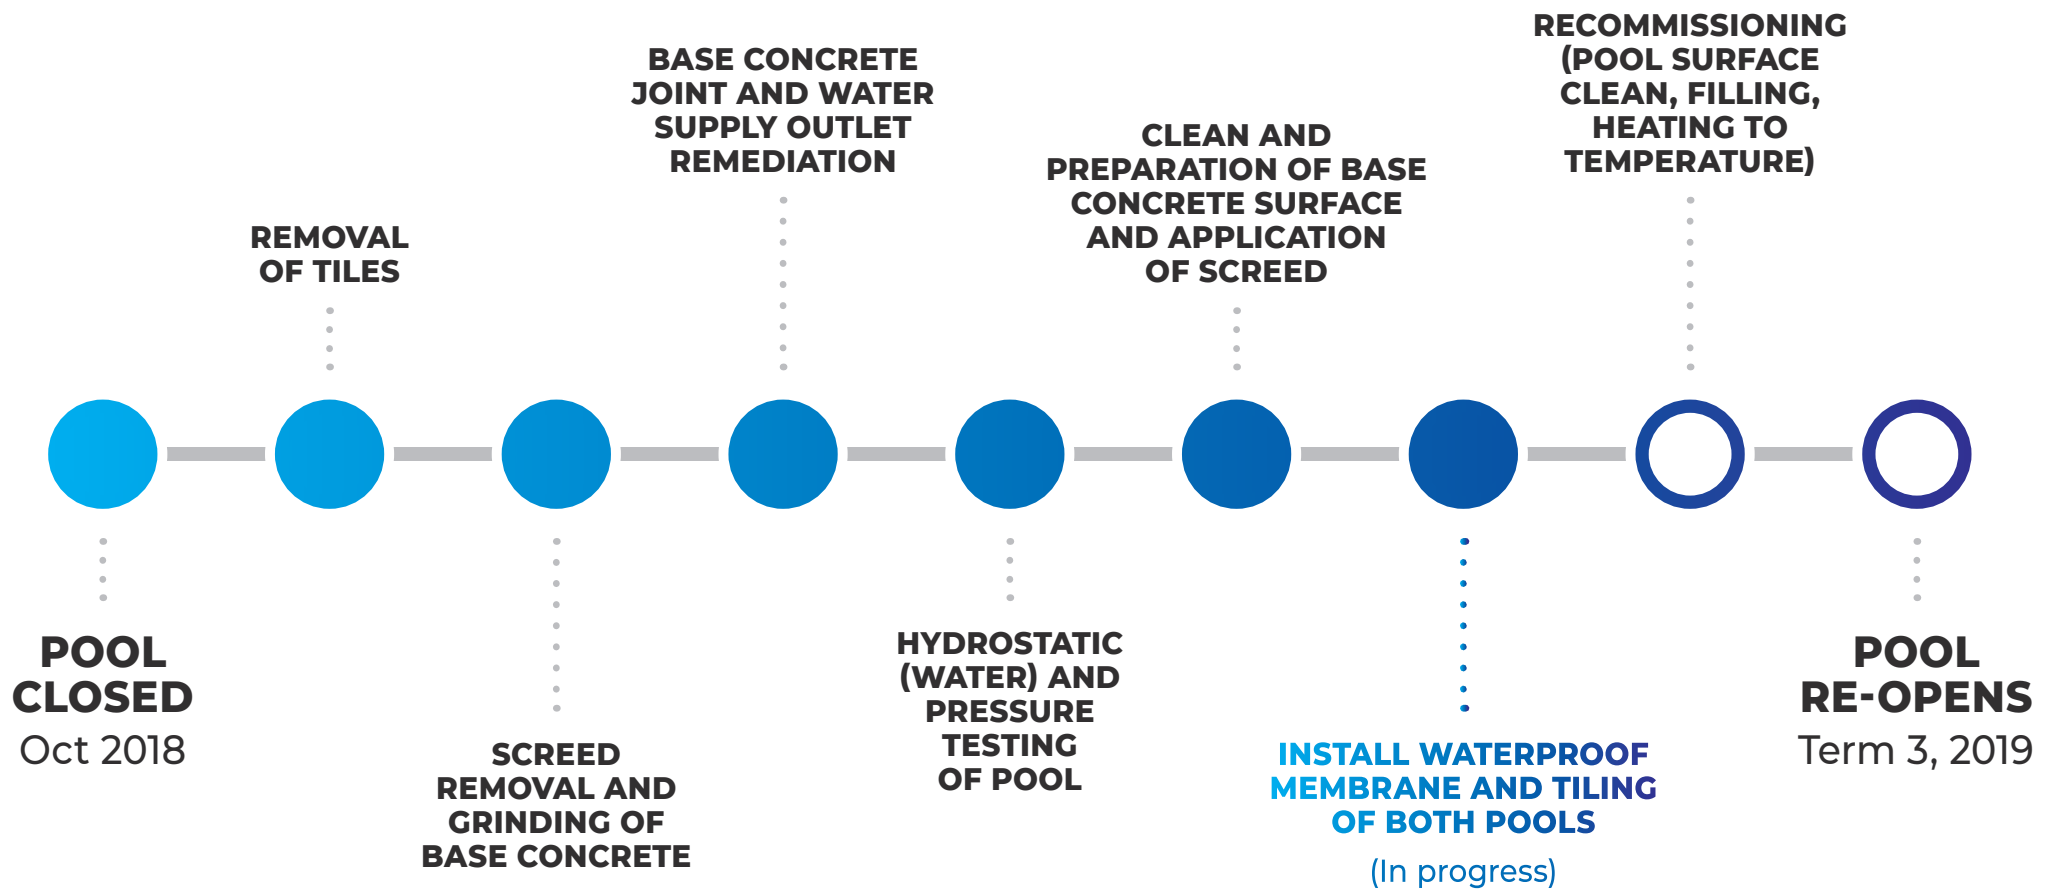 POOL
CLOSED
Oct 2018
REMOVAL
OF TILES
SCREED
REMOVAL AND
GRINDING OF
BASE CONCRETE
BASE CONCRETE
JOINT AND WATER
SUPPLY OUTLET
REMEDIATION
HYDROSTATIC
(WATER) AND
PRESSURE
TESTING
OF POOL
CLEAN AND
PREPARATION OF BASE
CONCRETE SURFACE
AND APPLICATION
OF SCREED
INSTALL WATERPROOF
MEMBRANE AND TILING
OF BOTH POOLS
(In progress)
RECOMMISSIONING
(POOL SURFACE
CLEAN, FILLING,
HEATING TO
TEMPERATURE)
POOL
RE-OPENS
Term 3, 2019